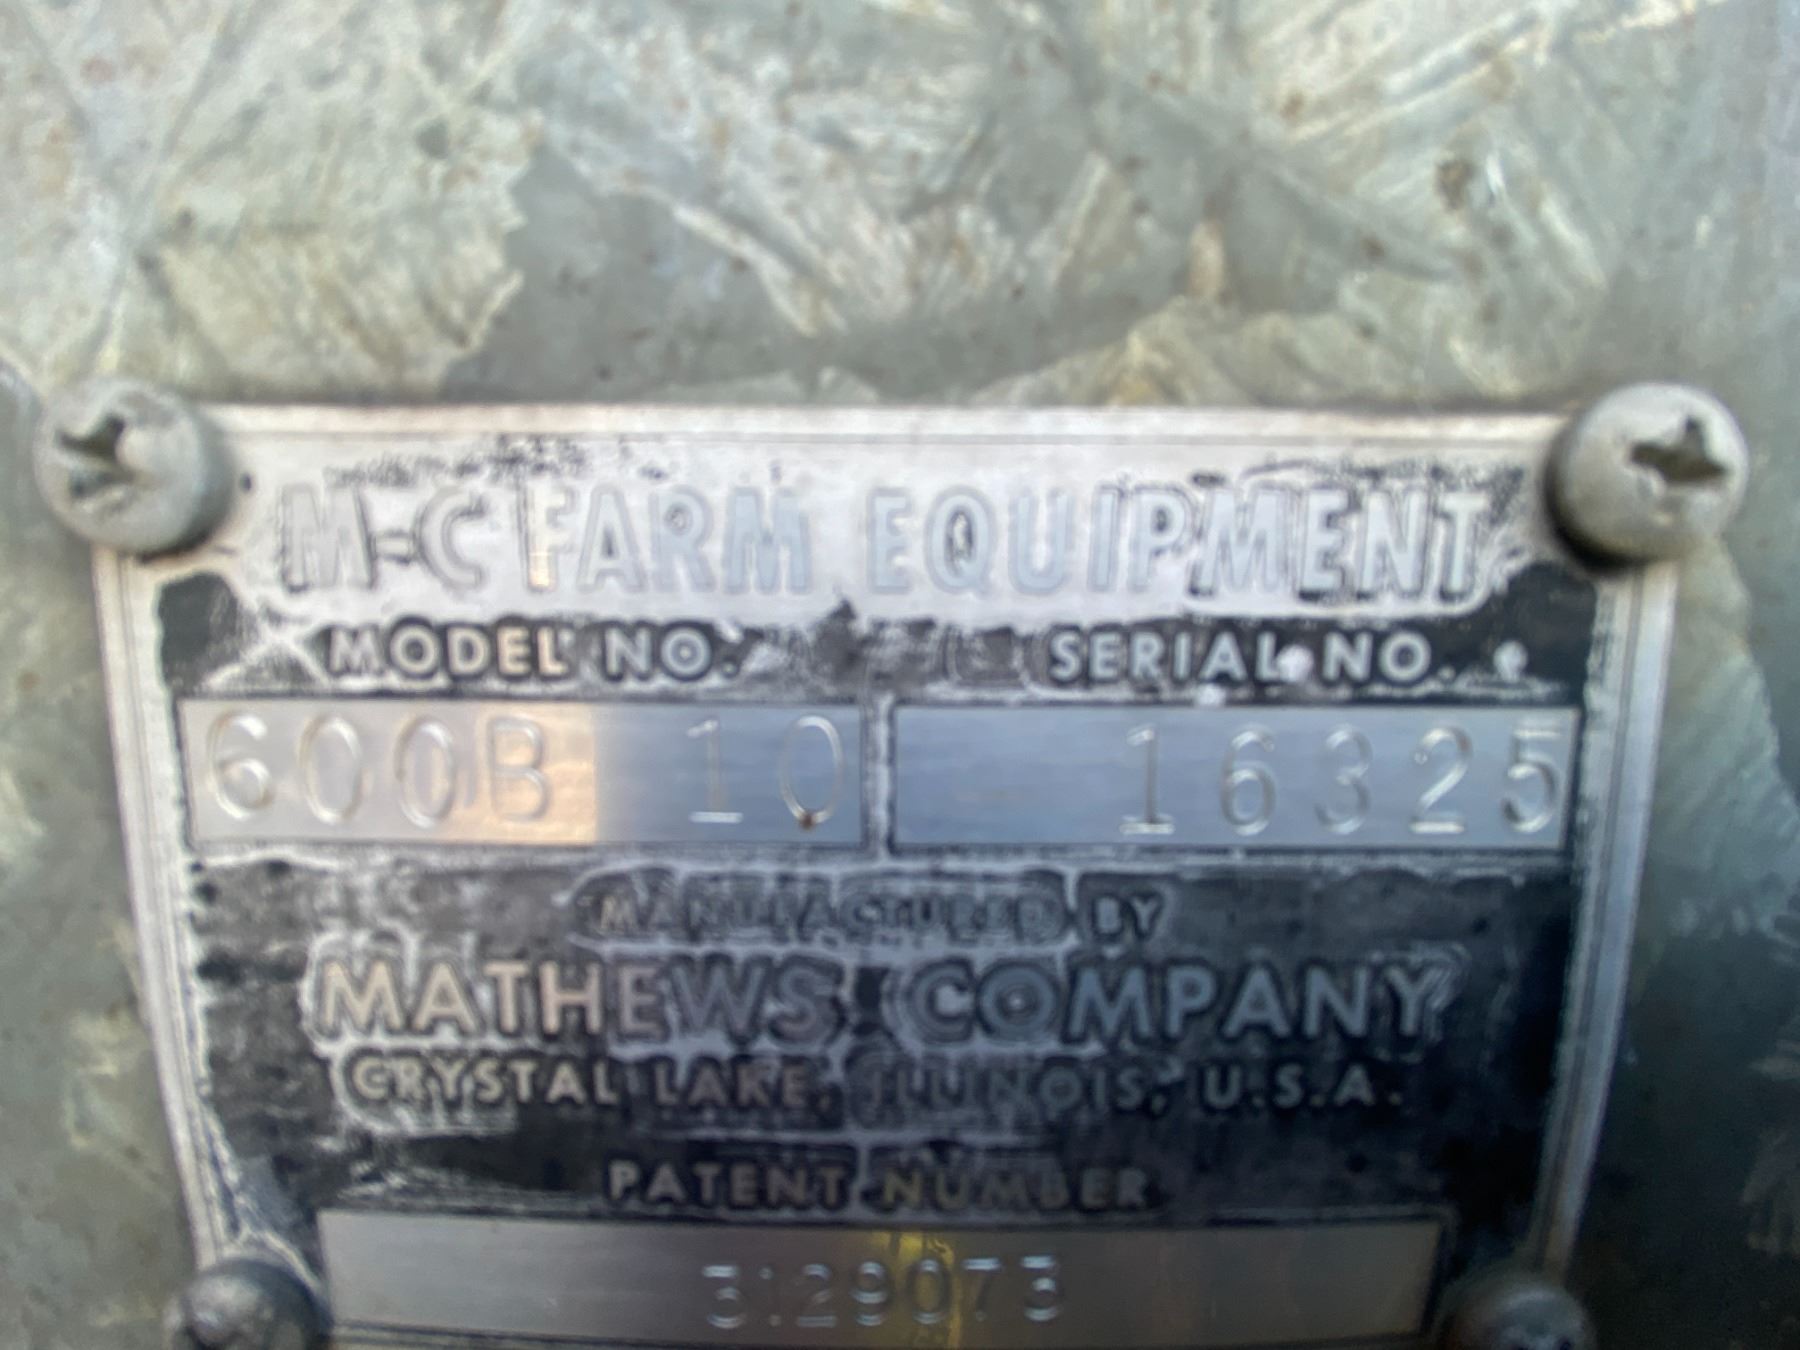 M-C FARM EQUIPMENT
MODEL NO. SERIAL NO.
600B 10 16325
MANUFACTURED BY
MATHEWS COMPANY
CRYSTAL LAKE, ILLINOIS, U.S.A.
PATENT NUMBER
3129073